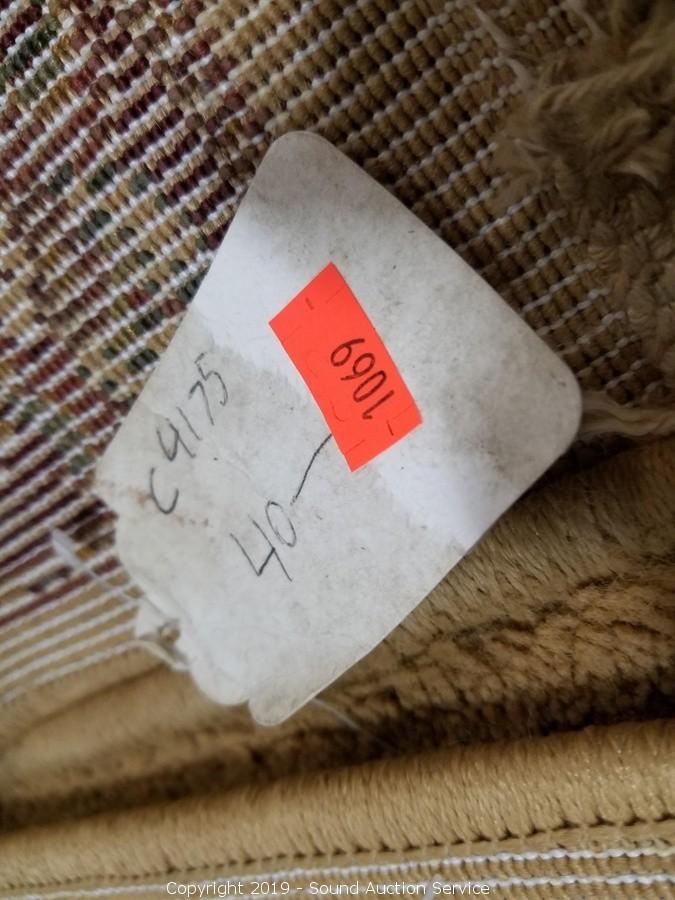 C4175
40—
1069
Copyright 2019 - Sound Auction Service